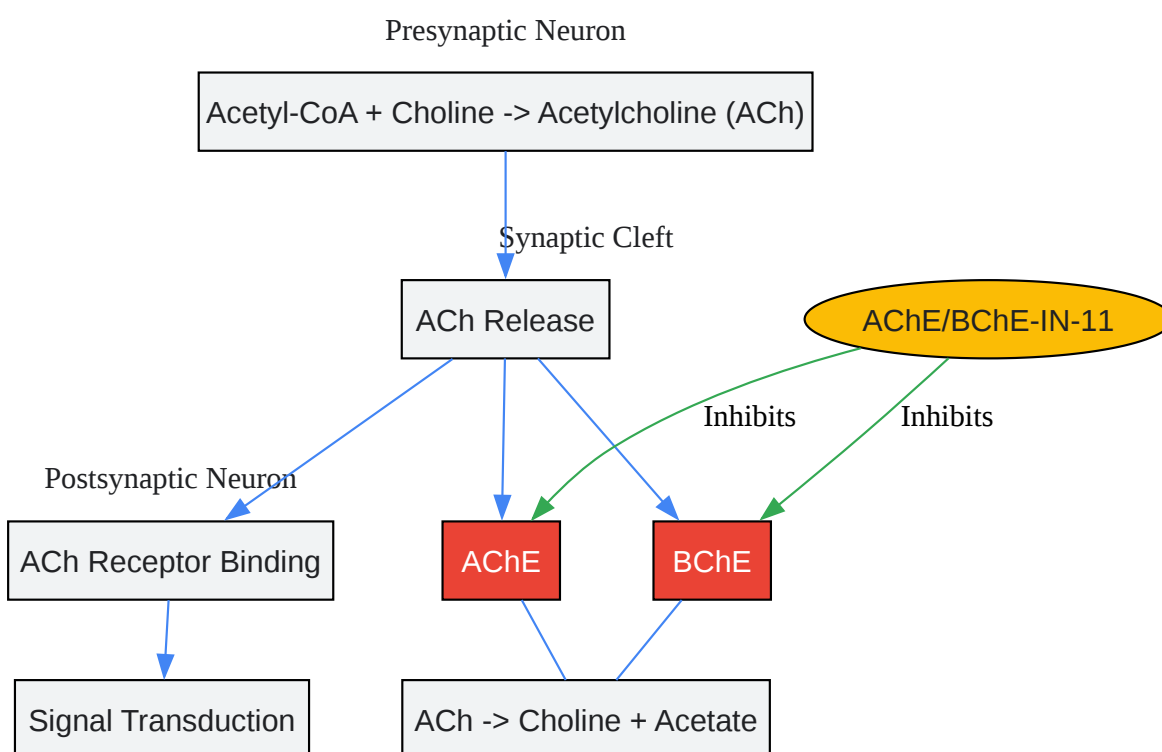 Presynaptic Neuron
Acetyl-CoA + Choline -> Acetylcholine (ACh)
Synaptic Cleft
ACh Release
AChE/BChE-IN-11
Inhibits
Inhibits
Postsynaptic Neuron
ACh Receptor Binding
AChE
BChE
Signal Transduction
ACh -> Choline + Acetate